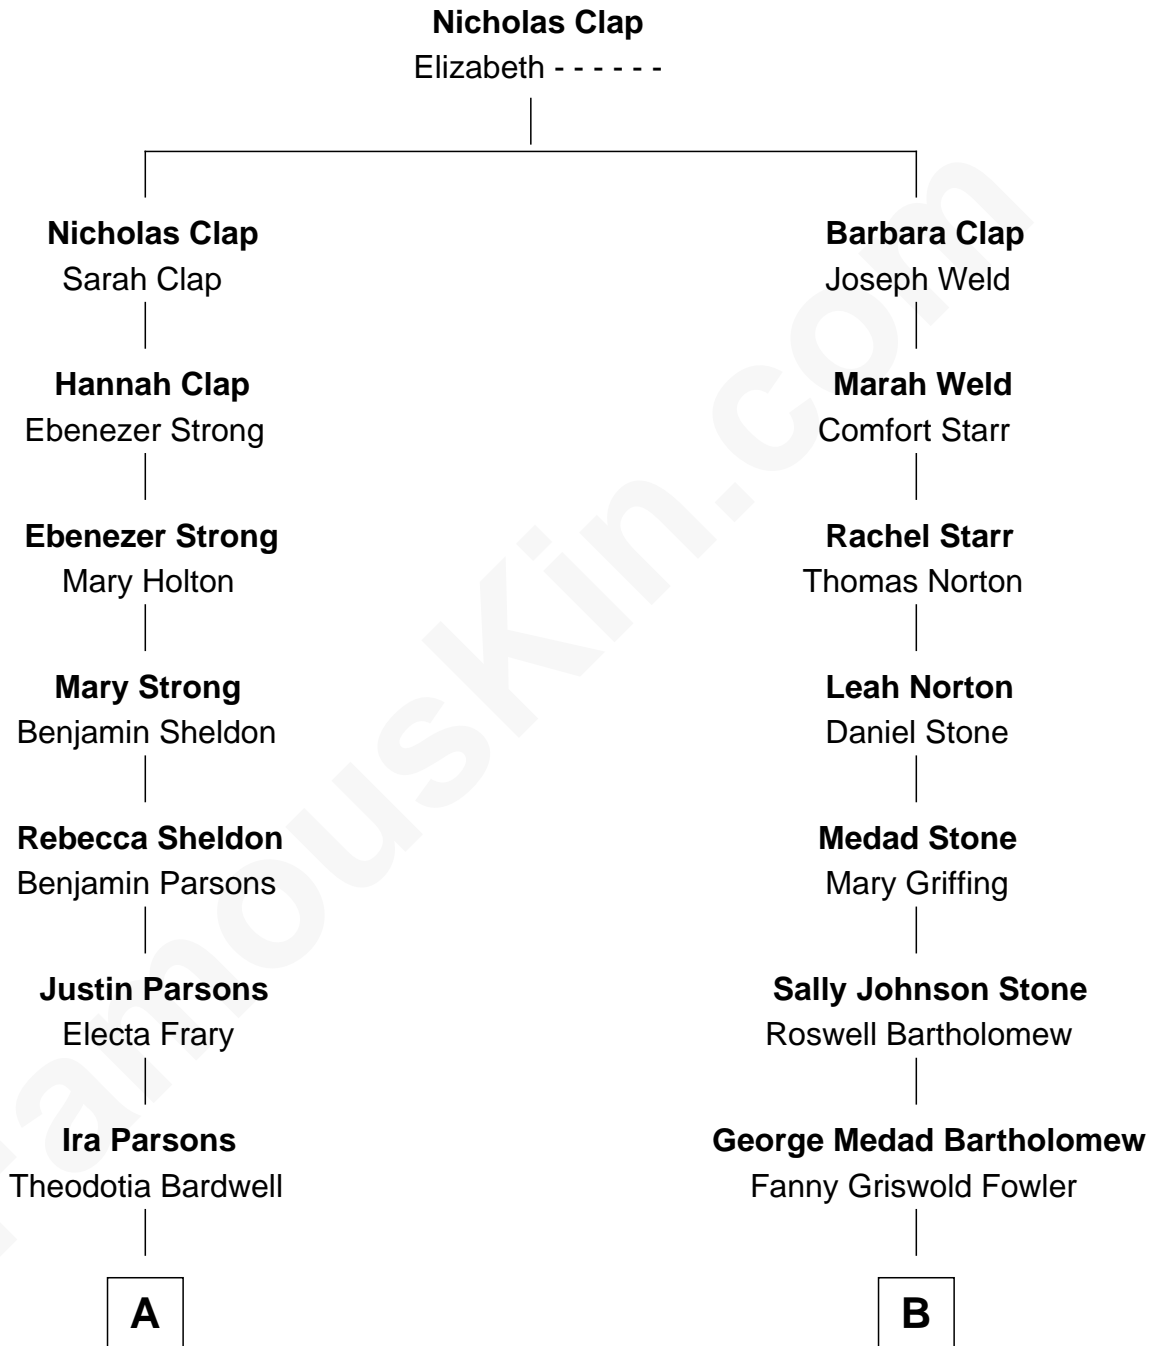 Nicholas Clap
Elizabeth - - - - - -
Nicholas Clap
Sarah Clap
Barbara Clap
Joseph Weld
Hannah Clap
Ebenezer Strong
Marah Weld
Comfort Starr
Ebenezer Strong
Mary Holton
Rachel Starr
Thomas Norton
Mary Strong
Benjamin Sheldon
Leah Norton
Daniel Stone
Rebecca Sheldon
Benjamin Parsons
Medad Stone
Mary Griffing
Justin Parsons
Electa Frary
Sally Johnson Stone
Roswell Bartholomew
Ira Parsons
Theodotia Bardwell
George Medad Bartholomew
Fanny Griswold Fowler
A
B
FamousKin.com